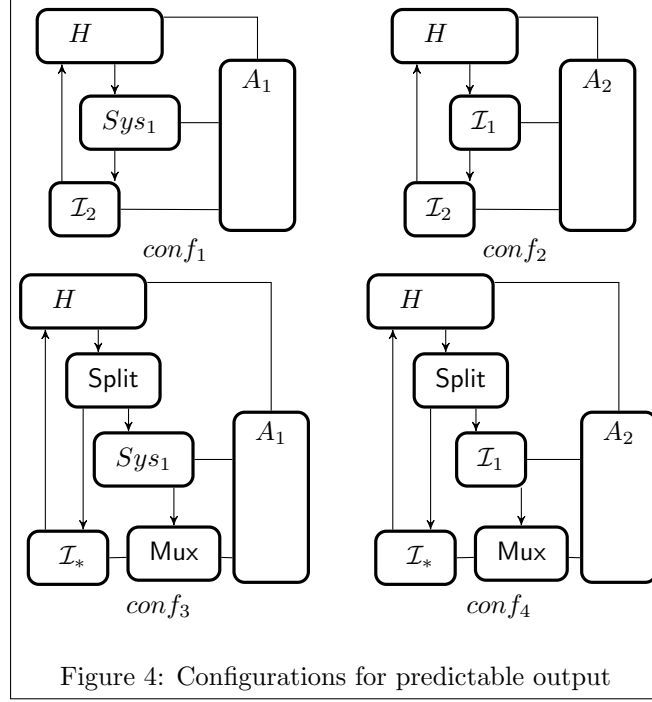 H
A₁
Sys₁
ℐ₂
conf₁
H
A₂
ℐ₁
ℐ₂
conf₂
H
Split
A₁
Sys₁
ℐ∗
Mux
conf₃
H
Split
A₂
ℐ₁
ℐ∗
Mux
conf₄
Figure 4: Configurations for predictable output